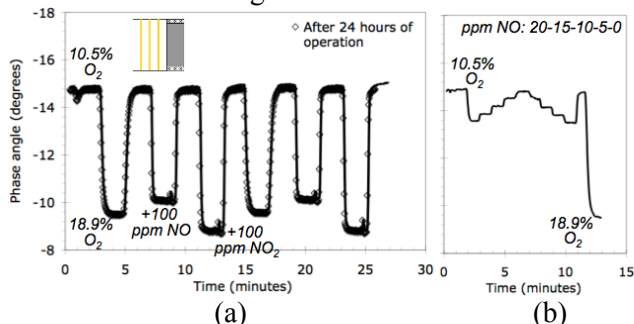 -18
-16
-14
-12
-10
-8
Phase angle (degrees)
10.5%
O2
◇ After 24 hours of
operation
18.9%
O2
+100
ppm NO
+100
ppm NO2
0 5 10 15 20 25 30
Time (minutes)
(a)
ppm NO: 20-15-10-5-0
10.5%
O2
18.9%
O2
0 5 10 15
Time (minutes)
(b)